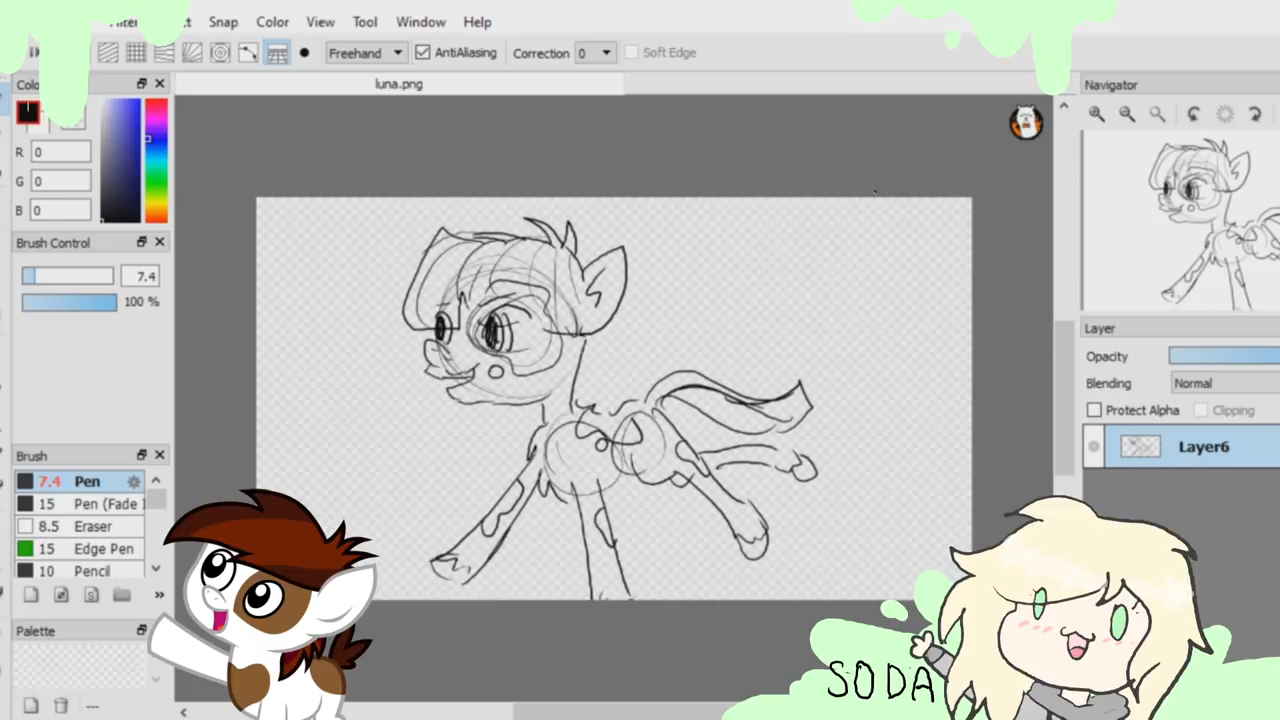 Snap Color View Tool Window Help
Freehand AntiAliasing Correction 0 Soft Edge
luna.png
Navigator
R 0
G 0
B 0
Brush Control
7.4
100 %
Layer
Opacity
Blending Normal
Protect Alpha Clipping
Layer6
Brush
7.4 Pen
15 Pen (Fade
8.5 Eraser
15 Edge Pen
10 Pencil
Palette
SODA